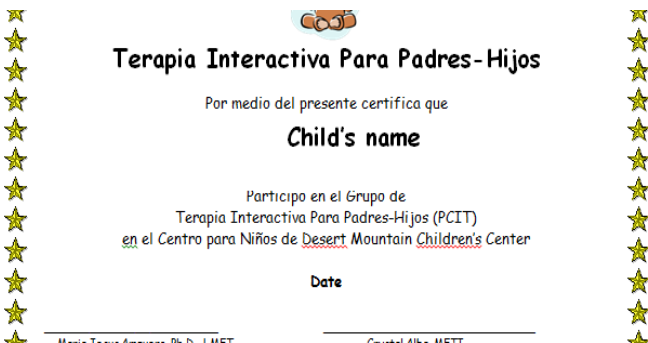 Terapia Interactiva Para Padres-Hijos
Por medio del presente certifica que
Child's name
Participo en el Grupo de
Terapia Interactiva Para Padres-Hijos (PCIT)
en el Centro para Niños de Desert Mountain Children's Center
Date